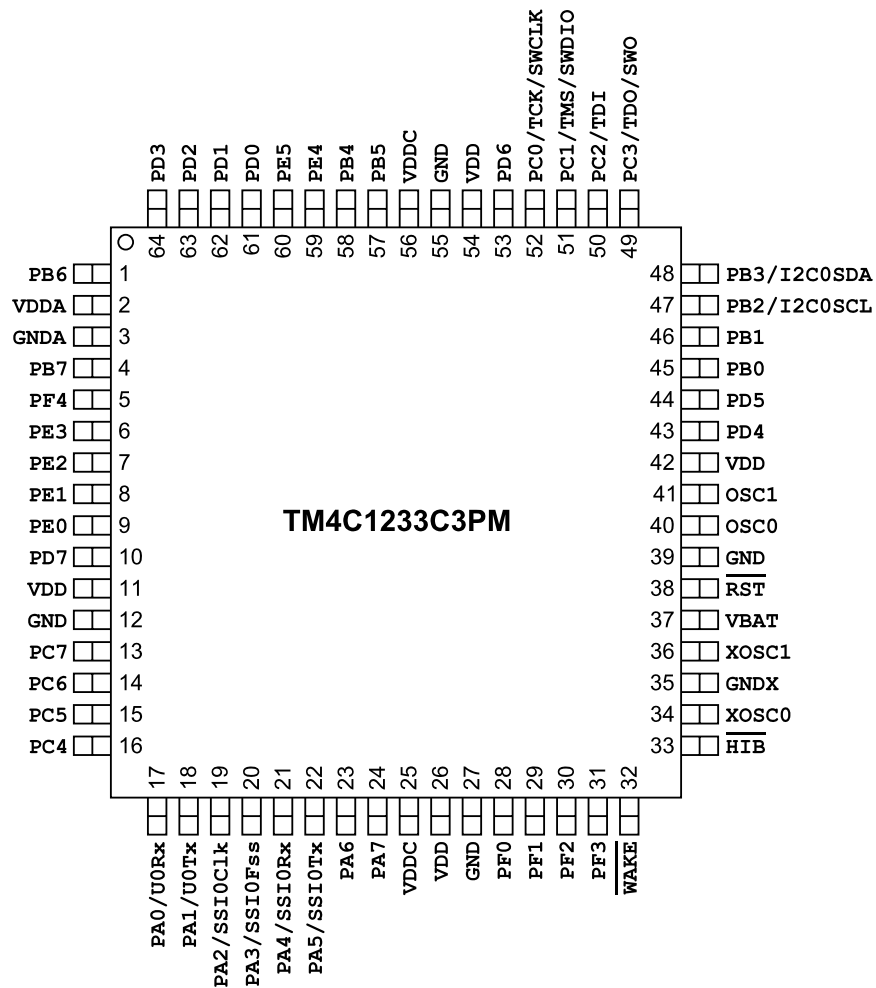 PD3 PD2 PD1 PD0 PE5 PE4 PB4 PB5 VDDC GND VDD PD6 PC0/TCK/SWCLK PC1/TMS/SWDIO PC2/TDI PC3/TDO/SWO
64 63 62 61 60 59 58 57 56 55 54 53 52 51 50 49
PB6 1 48 PB3/I2C0SDA
VDDA 2 47 PB2/I2C0SCL
GNDA 3 46 PB1
PB7 4 45 PB0
PF4 5 44 PD5
PE3 6 43 PD4
PE2 7 42 VDD
PE1 8 41 OSC1
TM4C1233C3PM
PE0 9 40 OSC0
PD7 10 39 GND
VDD 11 38 RST
GND 12 37 VBAT
PC7 13 36 XOSC1
PC6 14 35 GNDX
PC5 15 34 XOSC0
PC4 16 33 HIB
17 18 19 20 21 22 23 24 25 26 27 28 29 30 31 32
PA0/U0Rx PA1/U0Tx PA2/SSI0Clk PA3/SSI0Fss PA4/SSI0Rx PA5/SSI0Tx PA6 PA7 VDDC VDD GND PF0 PF1 PF2 PF3 WAKE